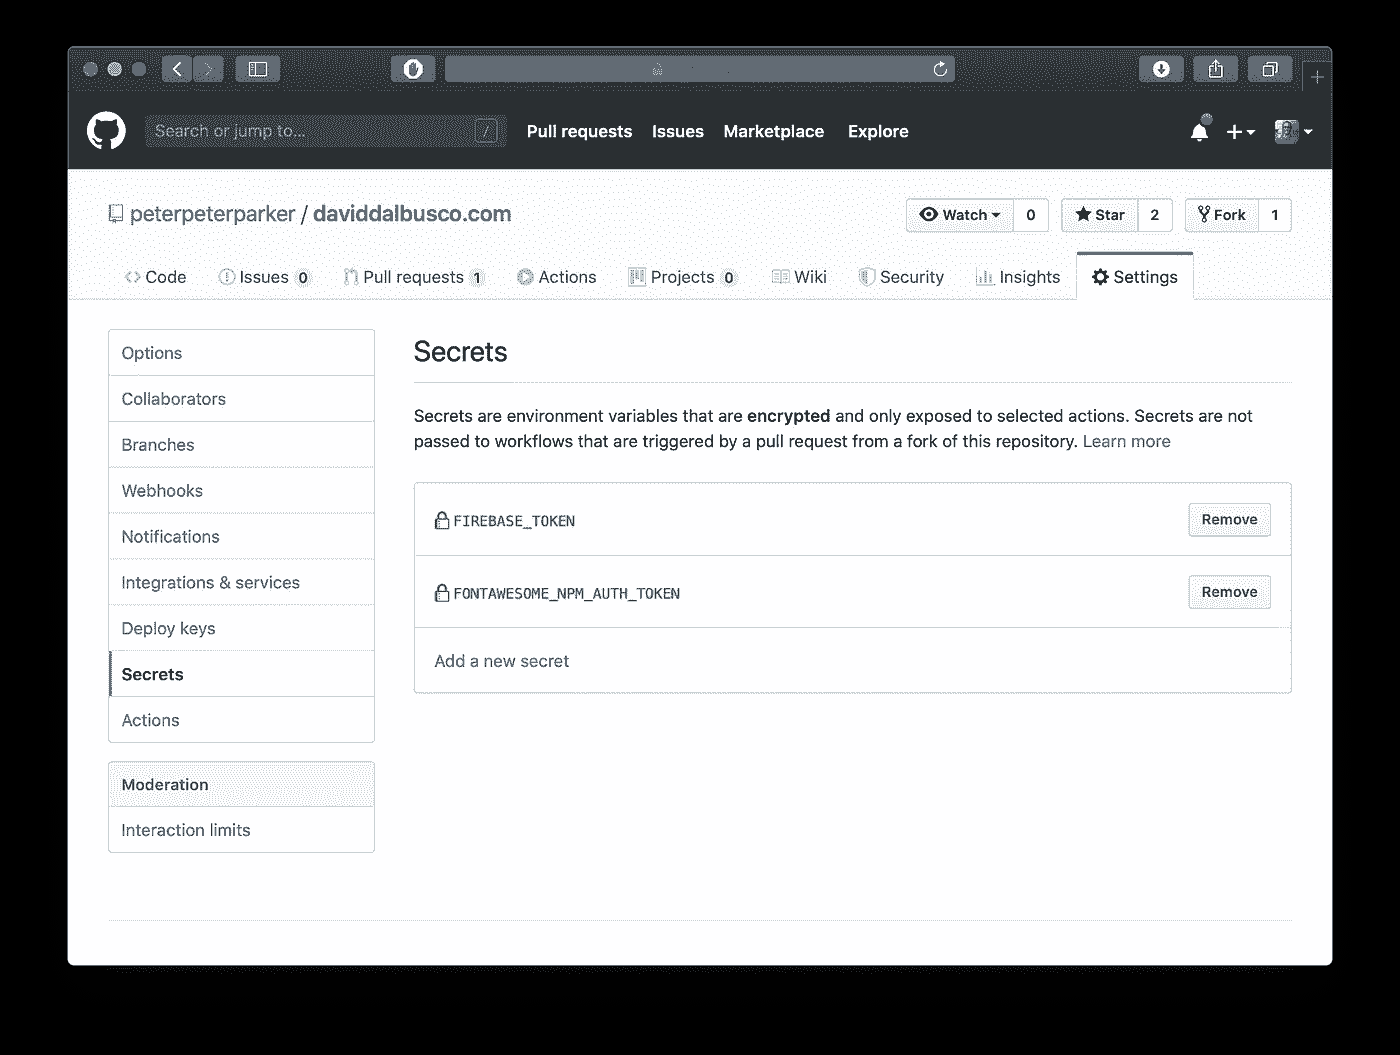 Search or jump to... /
Pull requests Issues Marketplace Explore
peterpeterparker / daviddalbusco.com
Watch 0 Star 2 Fork 1
Code Issues 0 Pull requests 1 Actions Projects 0 Wiki Security Insights Settings
Options
Collaborators
Branches
Webhooks
Notifications
Integrations & services
Deploy keys
Secrets
Actions
Moderation
Interaction limits
Secrets
Secrets are environment variables that are encrypted and only exposed to selected actions. Secrets are not
passed to workflows that are triggered by a pull request from a fork of this repository. Learn more
FIREBASE_TOKEN Remove
FONTAWESOME_NPM_AUTH_TOKEN Remove
Add a new secret